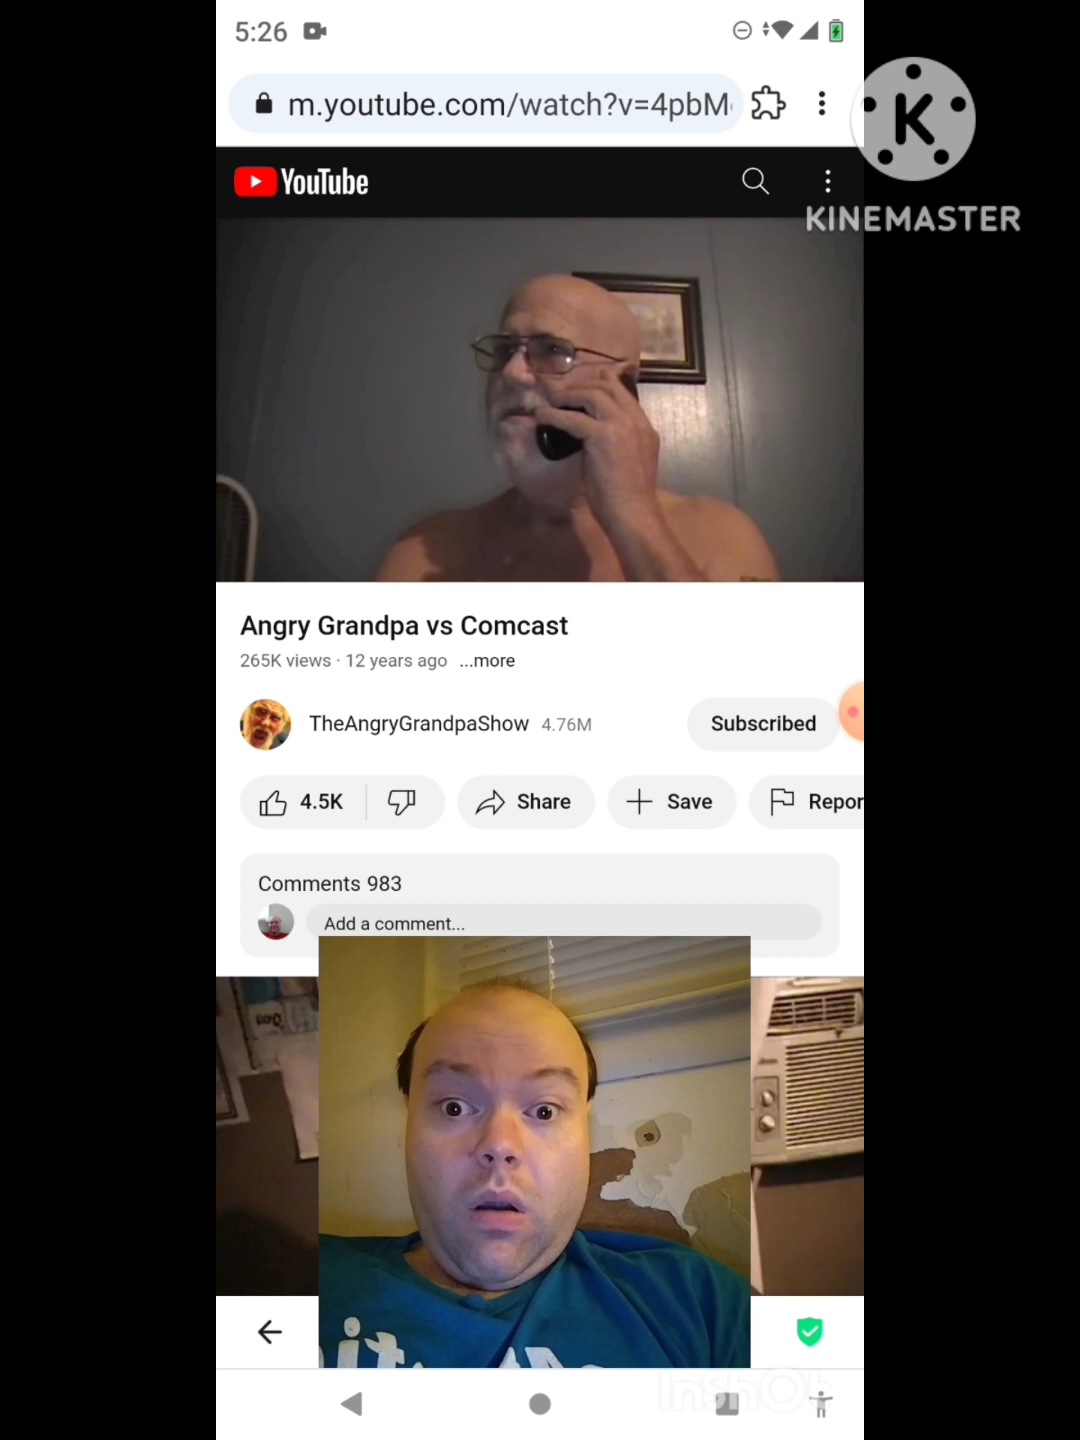 5:26
m.youtube.com/watch?v=4pbM
K
KINEMASTER
YouTube
Angry Grandpa vs Comcast
265K views · 12 years ago ...more
TheAngryGrandpaShow 4.76M
Subscribed
4.5K
Share
Save
Repor
Comments 983
Add a comment...
InShOt